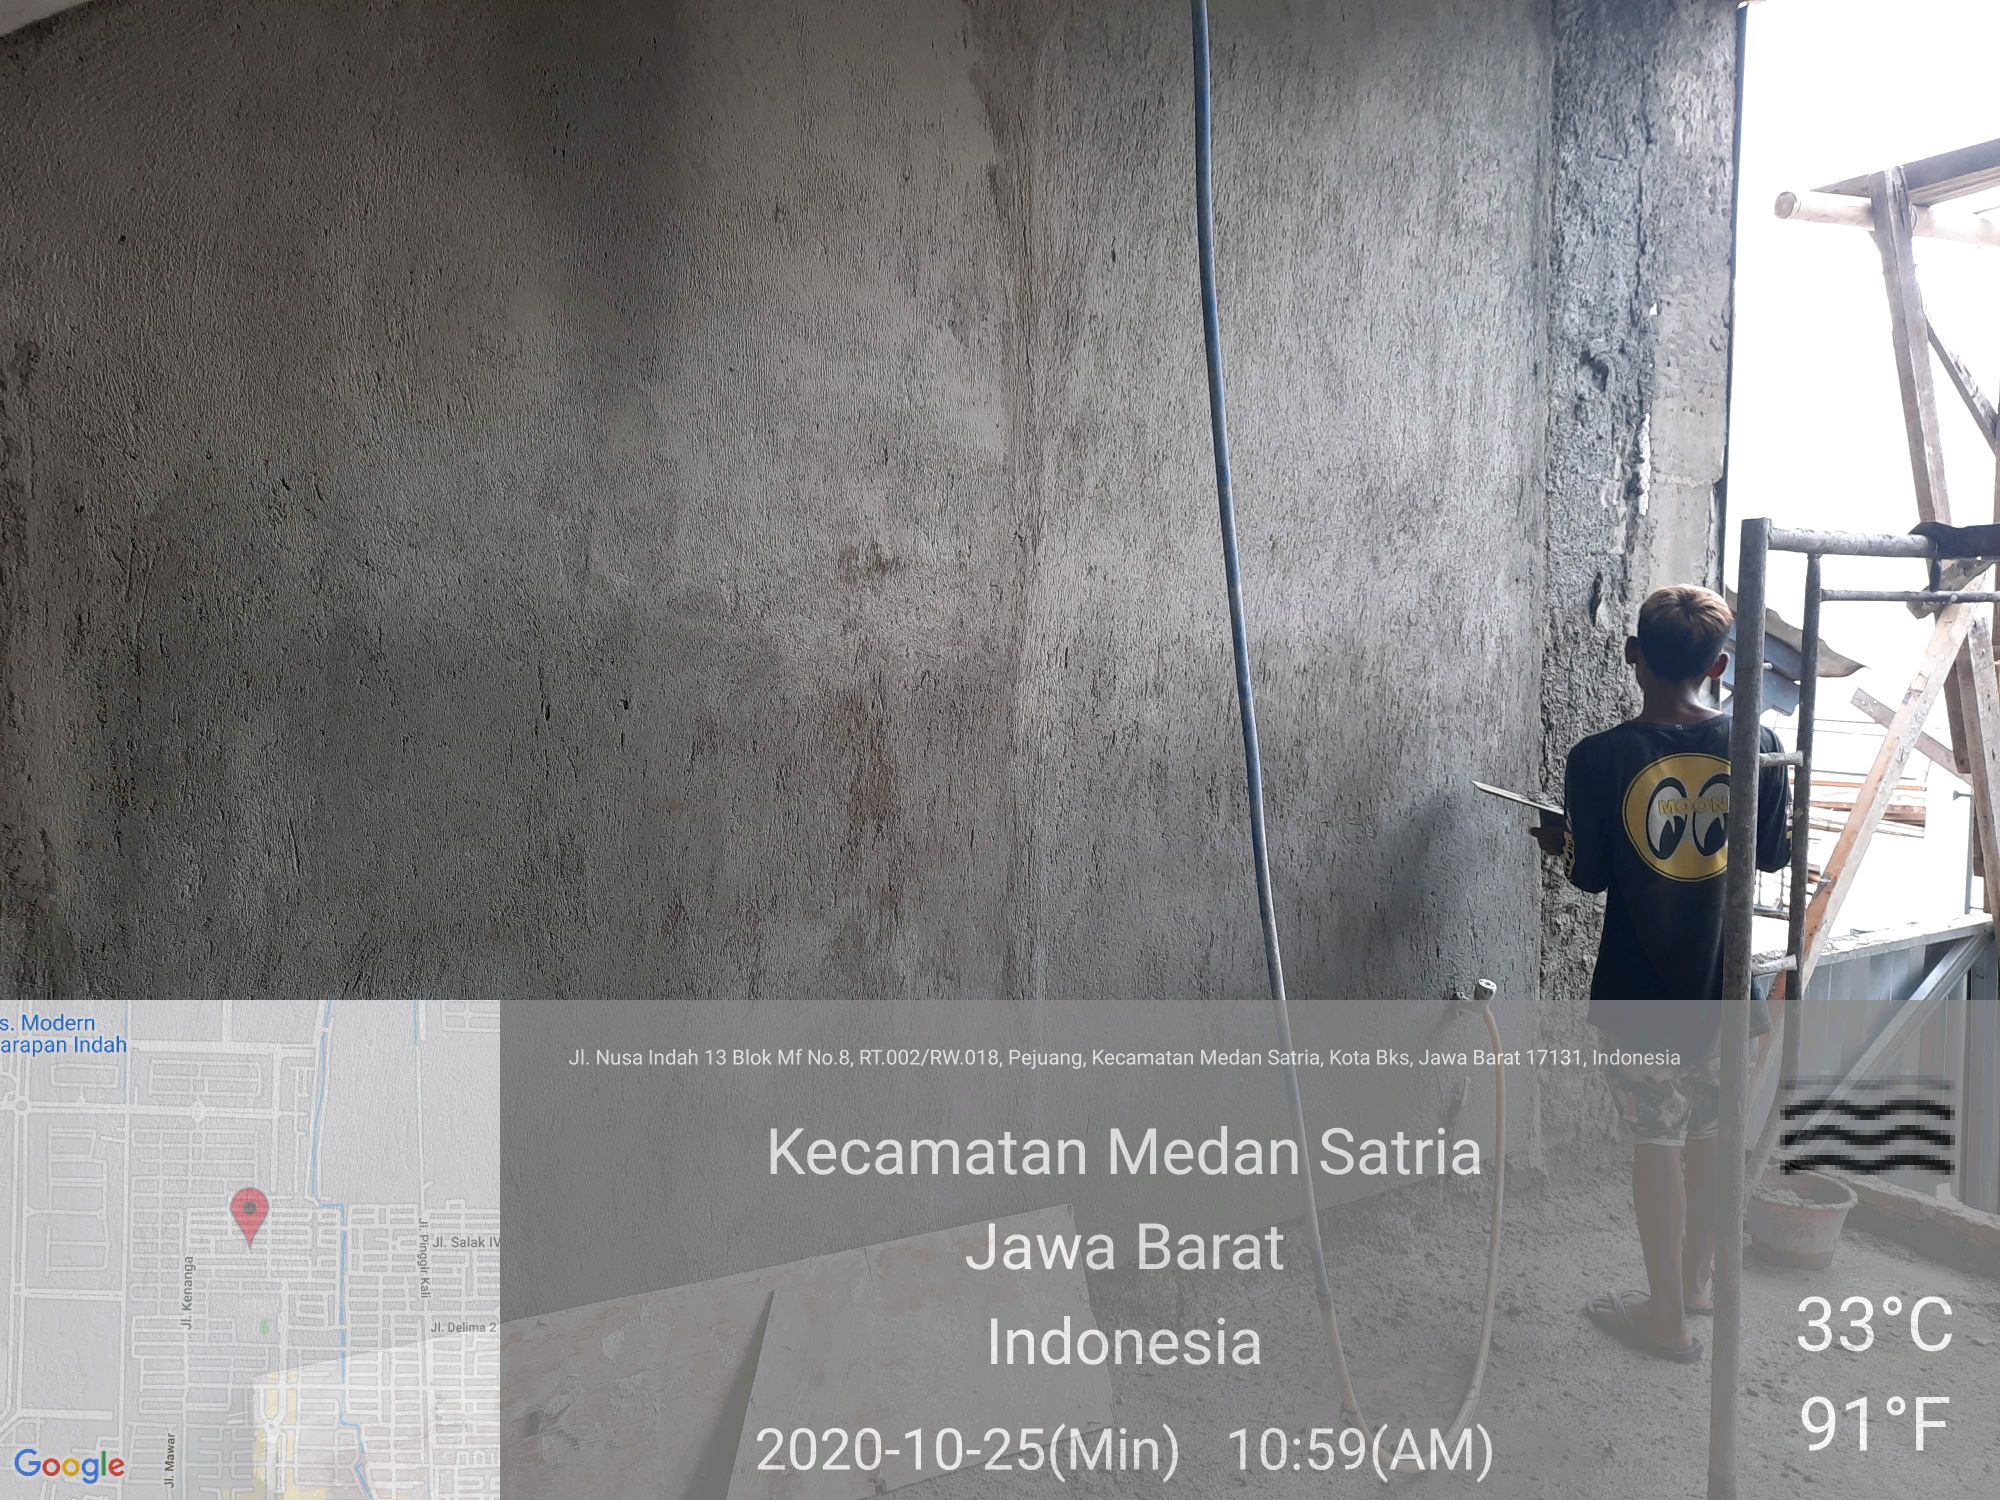 MOON
s. Modern
arapan Indah
Jl. Salak IV
Jl. Pinggir Kali
Jl. Kenanga
Jl. Delima 2
Jl. Mawar
Google
Jl. Nusa Indah 13 Blok Mf No.8, RT.002/RW.018, Pejuang, Kecamatan Medan Satria, Kota Bks, Jawa Barat 17131, Indonesia
Kecamatan Medan Satria
Jawa Barat
Indonesia
2020-10-25(Min) 10:59(AM)
33°C
91°F